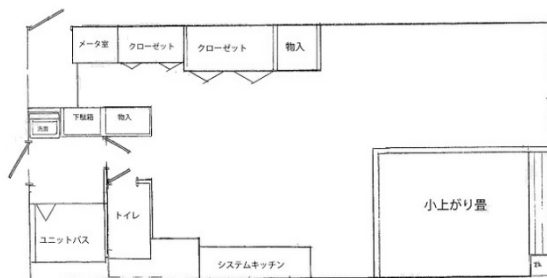 メータ室
クローゼット
クローゼット
物入
洗面
下駄箱
物入
トイレ
小上がり畳
ユニットバス
システムキッチン